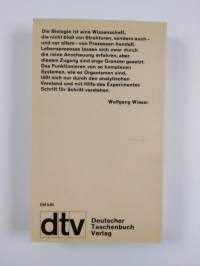 Die Biologie ist eine Wissenschaft,
die nicht bloß von Strukturen, sondern auch -
und vor allem - von Prozessen handelt.
Lebensprozesse lassen sich zwar durch
die reine Anschauung erfahren, aber
diesem Zugang sind enge Grenzen gesetzt.
Das Funktionieren von so komplexen
Systemen, wie es Organismen sind,
läßt sich nur durch den analytischen
Verstand und mit Hilfe des Experimentes
Schritt für Schritt verstehen.
Wolfgang Wieser
dtv
Deutscher
Taschenbuch
Verlag